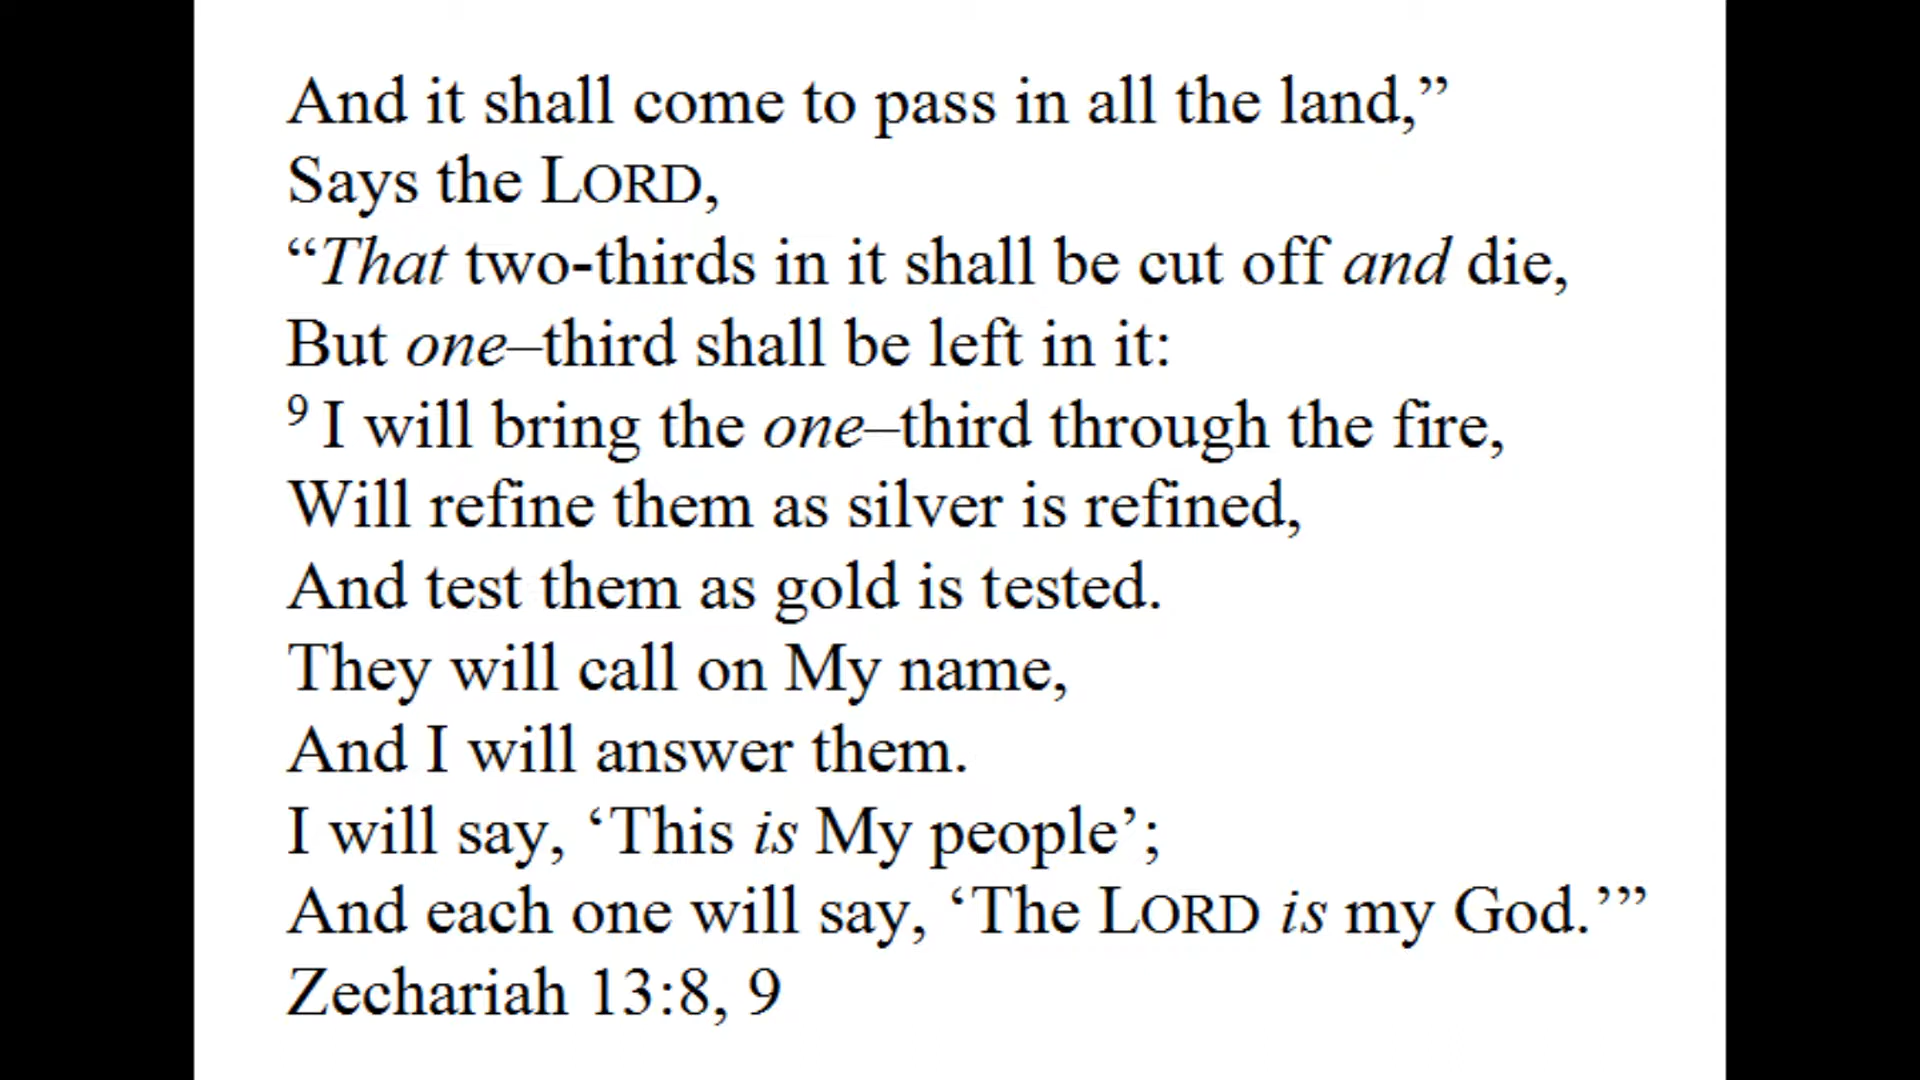 And it shall come to pass in all the land,”
Says the LORD,
“That two-thirds in it shall be cut off and die,
But one–third shall be left in it:
9 I will bring the one–third through the fire,
Will refine them as silver is refined,
And test them as gold is tested.
They will call on My name,
And I will answer them.
I will say, ‘This is My people’;
And each one will say, ‘The LORD is my God.’”
Zechariah 13:8, 9